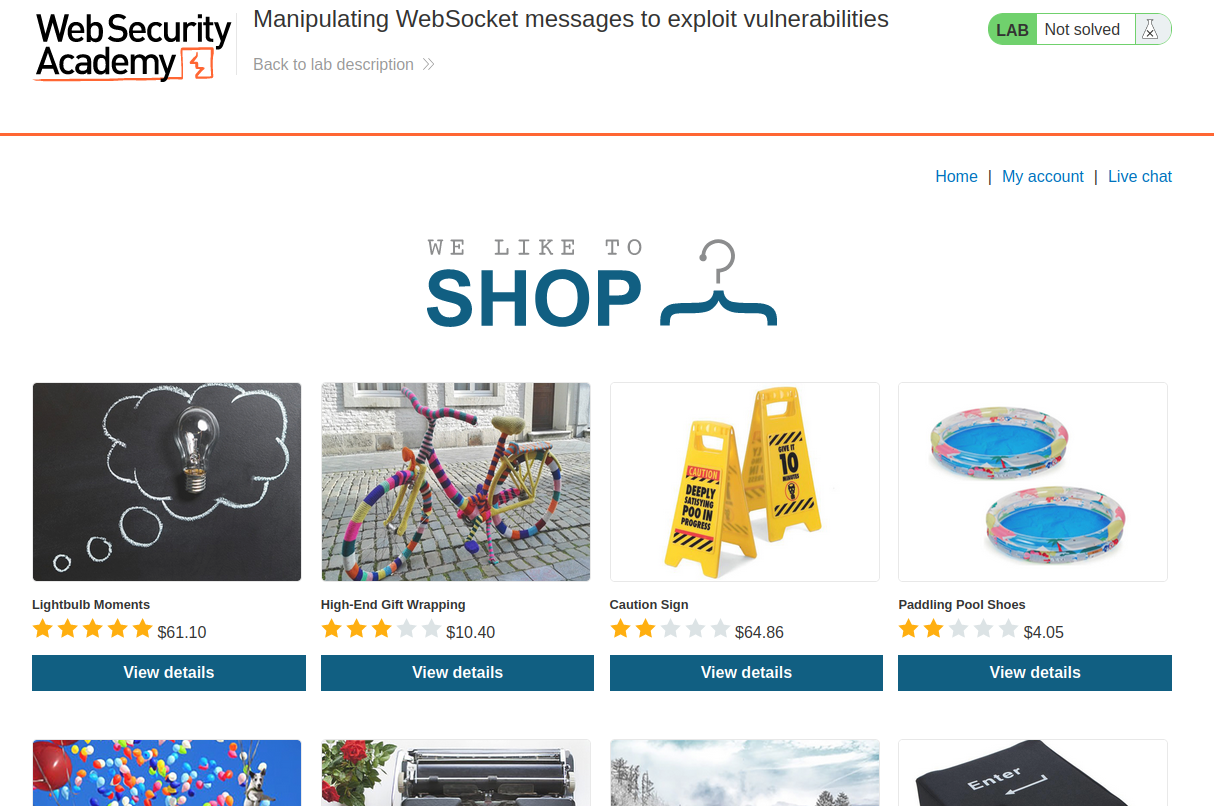 Web Security
Academy
Manipulating WebSocket messages to exploit vulnerabilities
Back to lab description
LAB Not solved
Home | My account | Live chat
WE LIKE TO
SHOP
CAUTION
DEEPLY
SATISFYING
POO IN
PROGRESS
GIVE IT
10
MINUTES
Lightbulb Moments
$61.10
View details
High-End Gift Wrapping
$10.40
View details
Caution Sign
$64.86
View details
Paddling Pool Shoes
$4.05
View details
Enter